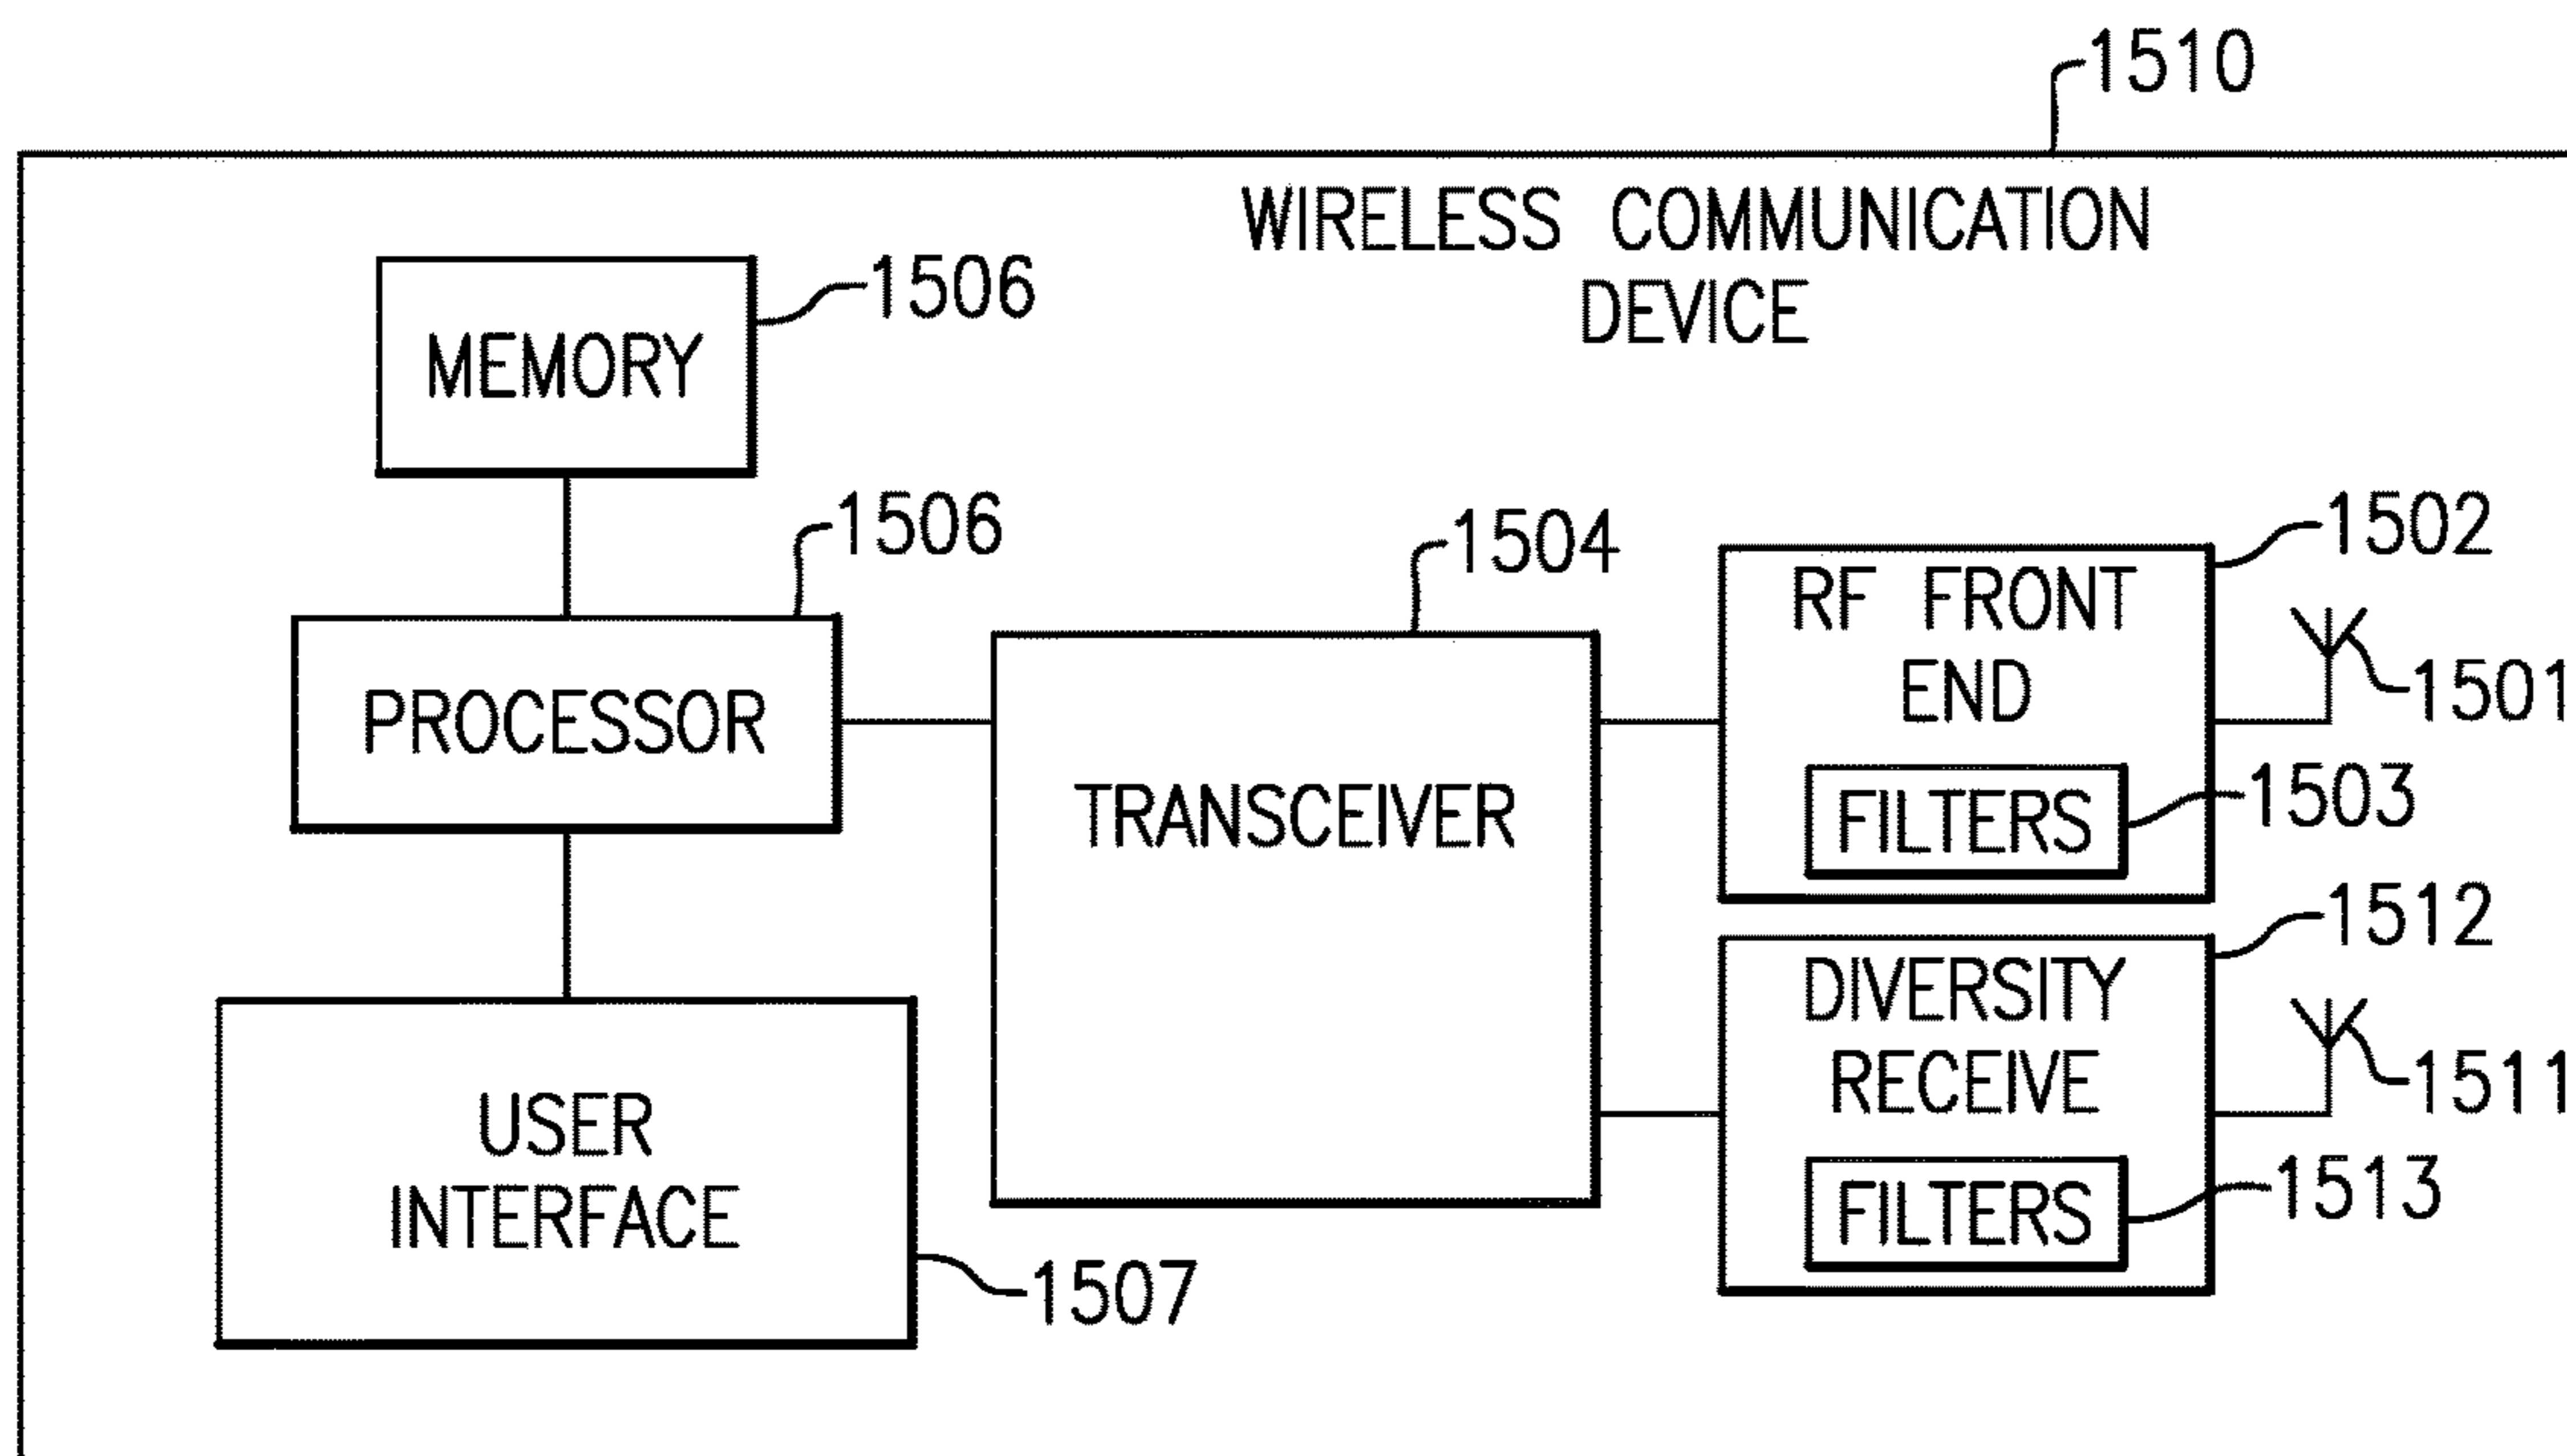 1510
WIRELESS COMMUNICATION
DEVICE
1506
MEMORY
1506
PROCESSOR
1504
TRANSCEIVER
1502
RF FRONT
END
1501
FILTERS
1503
1512
DIVERSITY
RECEIVE
1511
FILTERS
1513
USER
INTERFACE
1507